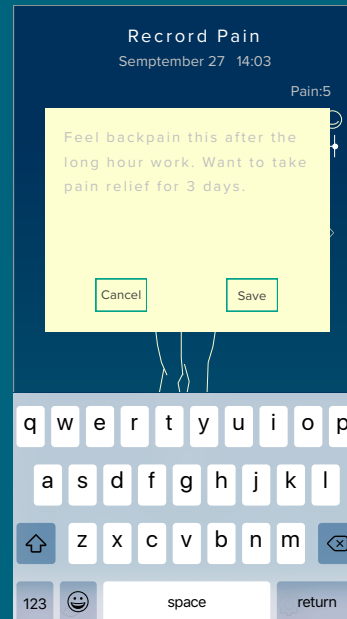 Recrord Pain
Semptember 27 14:03
Pain:5
Feel backpain this after the
long hour work. Want to take
pain relief for 3 days.
Cancel Save
q w e r t y u i o p
a s d f g h j k l
z x c v b n m
123 space return